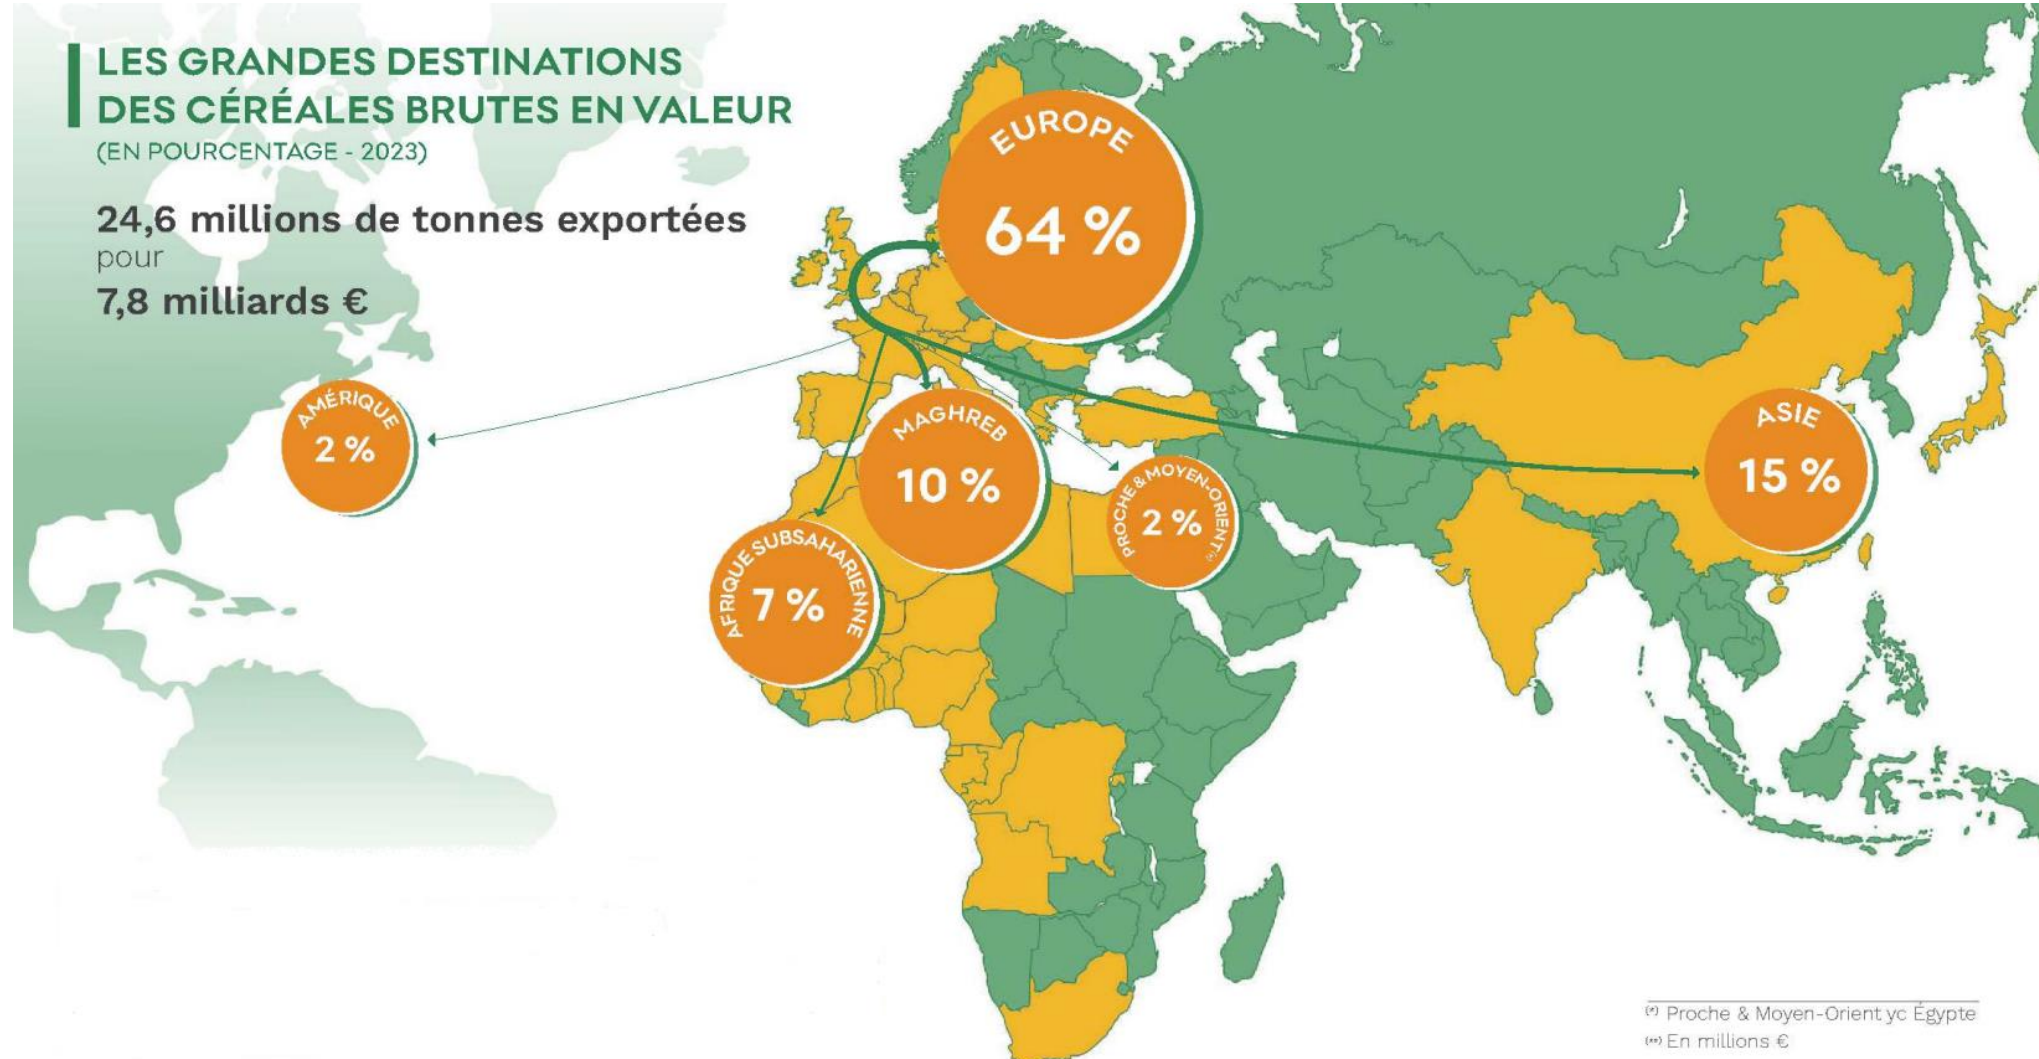 LES GRANDES DESTINATIONS
DES CÉRÉALES BRUTES EN VALEUR
(EN POURCENTAGE - 2023)
24,6 millions de tonnes exportées
pour
7,8 milliards €
EUROPE
64 %
AMÉRIQUE
2 %
MAGHREB
10 %
ASIE
15 %
PROCHE & MOYEN-ORIENT(*)
2 %
AFRIQUE SUBSAHARIENNE
7 %
(*) Proche & Moyen-Orient yc Égypte
(**) En millions €